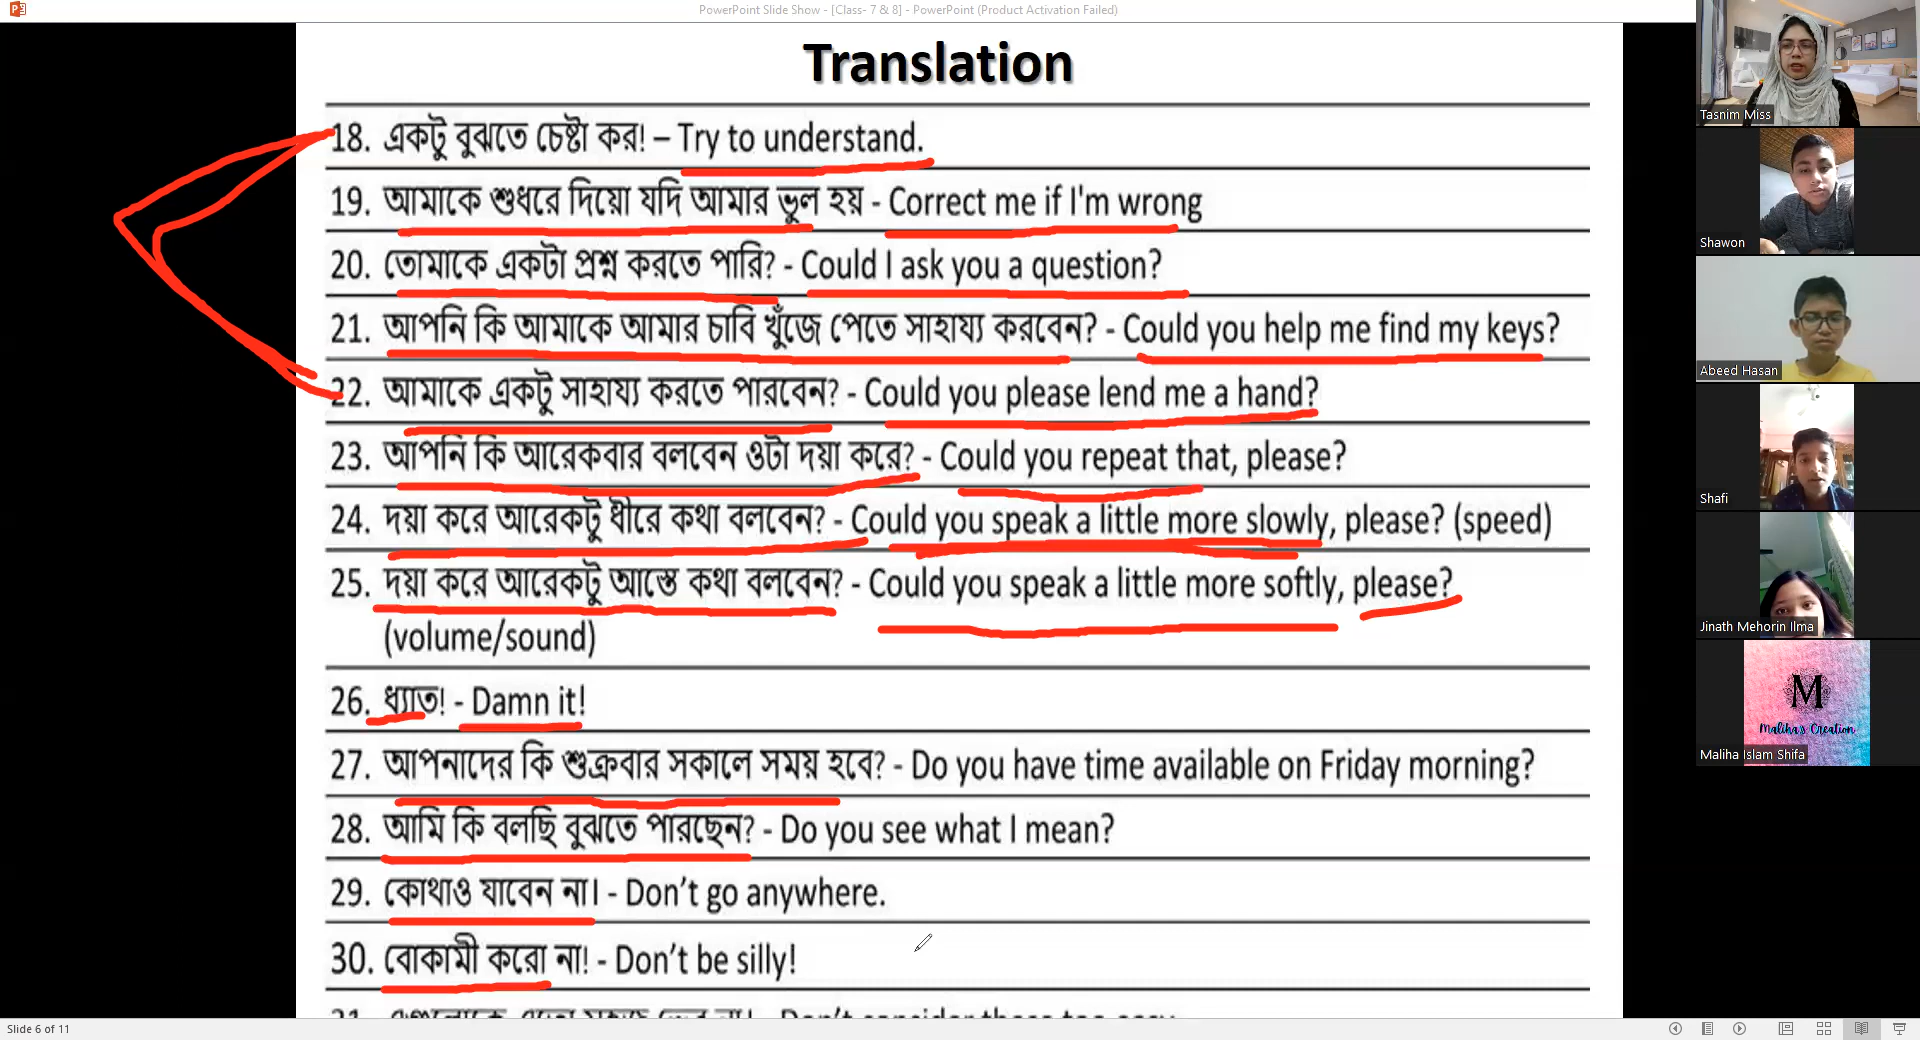 PowerPoint Slide Show - [Class- 7 & 8] - PowerPoint (Product Activation Failed)
Translation
18. একটু বুঝতে চেষ্টা কর! – Try to understand.
19. আমাকে শুধরে দিয়ো যদি আমার ভুল হয় - Correct me if I'm wrong
20. তোমাকে একটা প্রশ্ন করতে পারি? - Could I ask you a question?
21. আপনি কি আমাকে আমার চাবি খুঁজে পেতে সাহায্য করবেন? - Could you help me find my keys?
22. আমাকে একটু সাহায্য করতে পারবেন? - Could you please lend me a hand?
23. আপনি কি আরেকবার বলবেন ওটা দয়া করে? - Could you repeat that, please?
24. দয়া করে আরেকটু ধীরে কথা বলবেন? - Could you speak a little more slowly, please? (speed)
25. দয়া করে আরেকটু আস্তে কথা বলবেন? - Could you speak a little more softly, please?
(volume/sound)
26. ধ্যাত! - Damn it!
27. আপনাদের কি শুক্রবার সকালে সময় হবে? - Do you have time available on Friday morning?
28. আমি কি বলছি বুঝতে পারছেন? - Do you see what I mean?
29. কোথাও যাবেন না। - Don’t go anywhere.
30. বোকামী করো না! - Don’t be silly!
Slide 6 of 11
Tasnim Miss
Shawon
Abeed Hasan
Shafi
Jinath Mehorin Ilma
M
Maliha's Creation
Maliha Islam Shifa